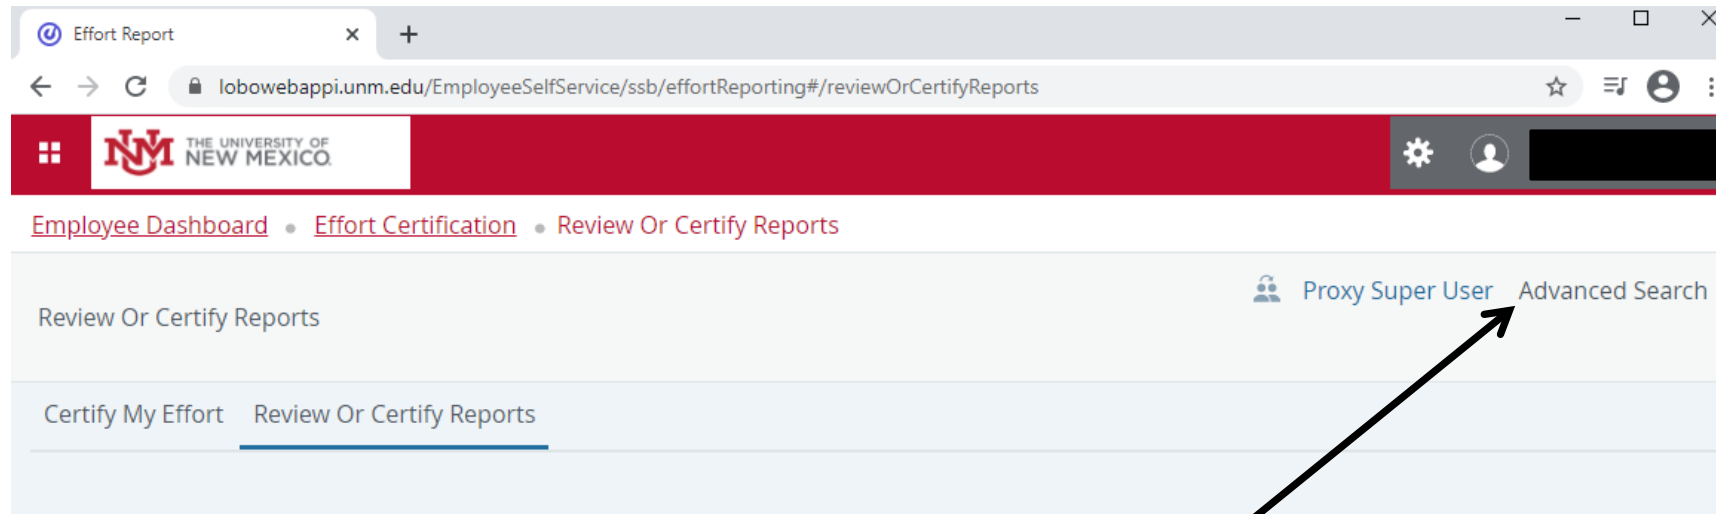 Effort Report
lobowebappi.unm.edu/EmployeeSelfService/ssb/effortReporting#/reviewOrCertifyReports
NM THE UNIVERSITY OF
NEW MEXICO.
Employee Dashboard • Effort Certification • Review Or Certify Reports
Proxy Super User Advanced Search
Review Or Certify Reports
Certify My Effort Review Or Certify Reports